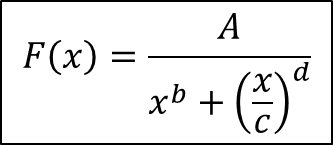 F(x) = A / (x^b + (x/c)^d)